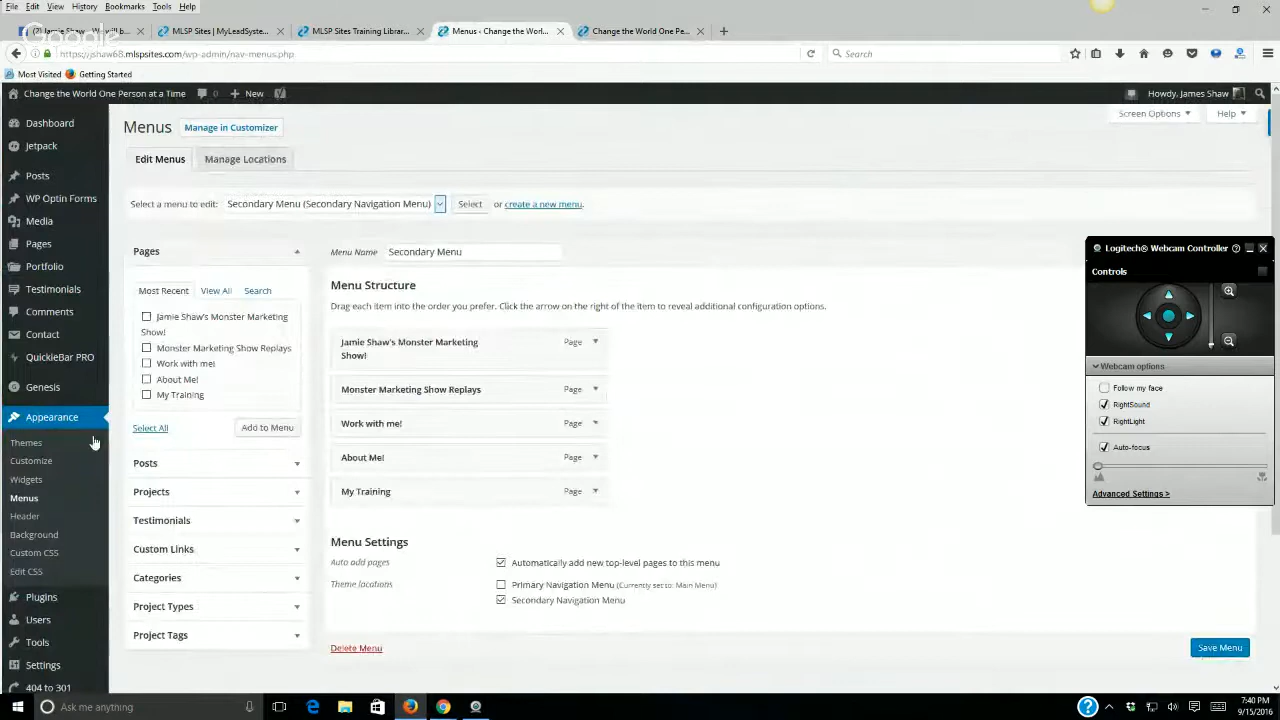 File Edit View History Bookmarks Tools Help
Google
MLSP Sites | MyLeadSystem...
MLSP Sites Training Librar...
Menus ‹ Change the World ...
Change the World One Pe...
https://jshaw68.mlspsites.com/wp-admin/nav-menus.php
Search
Most Visited Getting Started
Change the World One Person at a Time 0 + New
Howdy, James Shaw
Dashboard
Jetpack
Posts
WP Optin Forms
Media
Pages
Portfolio
Testimonials
Comments
Contact
QuickieBar PRO
Genesis
Appearance
Themes
Customize
Widgets
Menus
Header
Background
Custom CSS
Edit CSS
Plugins
Users
Tools
Settings
404 to 301
Menus Manage in Customizer
Screen Options Help
Edit Menus Manage Locations
Select a menu to edit: Secondary Menu (Secondary Navigation Menu) Select or create a new menu.
Pages
Most Recent View All Search
Jamie Shaw's Monster Marketing
Show!
Monster Marketing Show Replays
Work with me!
About Me!
My Training
Select All Add to Menu
Posts
Projects
Testimonials
Custom Links
Categories
Project Types
Project Tags
Menu Name Secondary Menu
Menu Structure
Drag each item into the order you prefer. Click the arrow on the right of the item to reveal additional configuration options.
Jamie Shaw's Monster Marketing
Show! Page
Monster Marketing Show Replays Page
Work with me! Page
About Me! Page
My Training Page
Menu Settings
Auto add pages Automatically add new top-level pages to this menu
Theme locations Primary Navigation Menu (Currently set to: Main Menu)
Secondary Navigation Menu
Delete Menu Save Menu
Logitech® Webcam Controller
Controls
Webcam options
Follow my face
RightSound
RightLight
Auto-focus
Advanced Settings >
Ask me anything
7:40 PM
9/15/2016